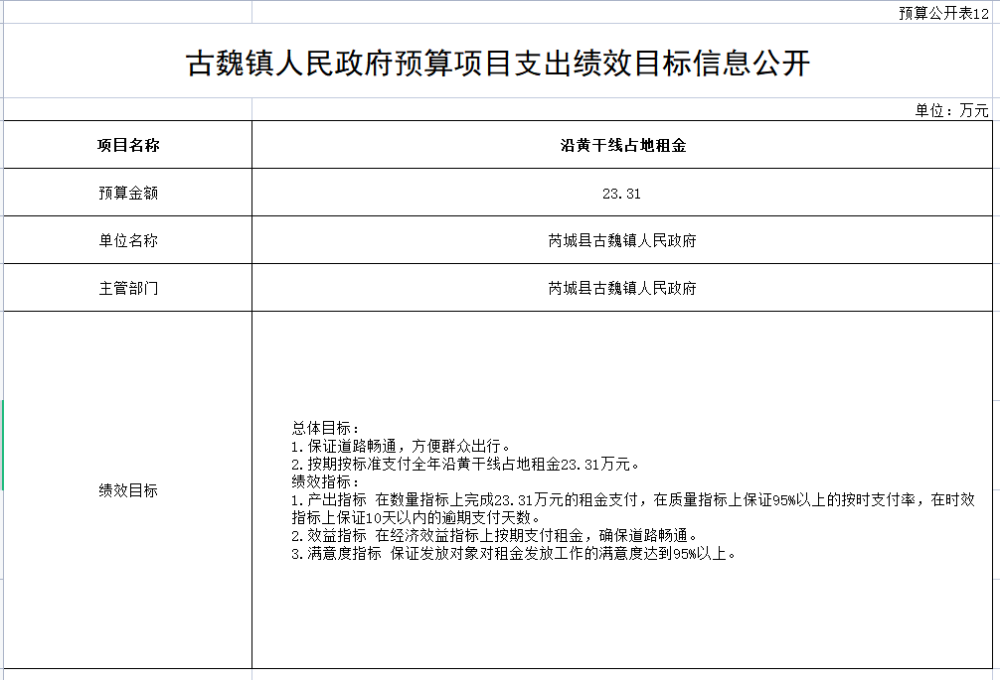 预算公开表12
古魏镇人民政府预算项目支出绩效目标信息公开
单位：万元
项目名称
沿黄干线占地租金
预算金额
23.31
单位名称
芮城县古魏镇人民政府
主管部门
芮城县古魏镇人民政府
绩效目标
总体目标：
1.保证道路畅通，方便群众出行。
2.按期按标准支付全年沿黄干线占地租金23.31万元。
绩效指标：
1.产出指标 在数量指标上完成23.31万元的租金支付，在质量指标上保证95%以上的按时支付率，在时效
指标上保证10天以内的逾期支付天数。
2.效益指标 在经济效益指标上按期支付租金，确保道路畅通。
3.满意度指标 保证发放对象对租金发放工作的满意度达到95%以上。